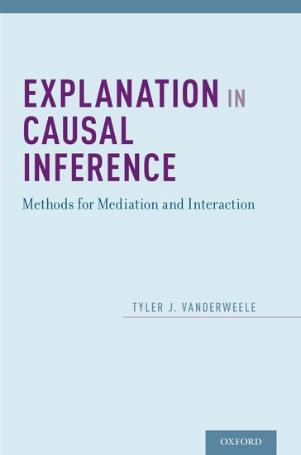 EXPLANATION IN
CAUSAL
INFERENCE
Methods for Mediation and Interaction
TYLER J. VANDERWEELE
OXFORD